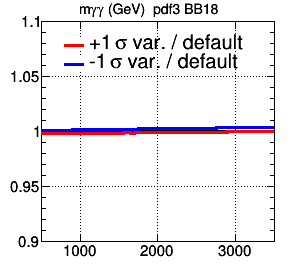 mγγ (GeV) pdf3 BB18
1.1
+1 σ var. / default
-1 σ var. / default
1.05
1
0.95
0.9
1000 2000 3000